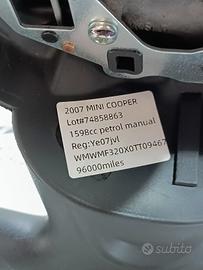 2007 MINI COOPER
Lot#74858863
1598cc petrol manual
Reg:Ye07jvl
WMWMF320X0TT09467
96000miles
subito